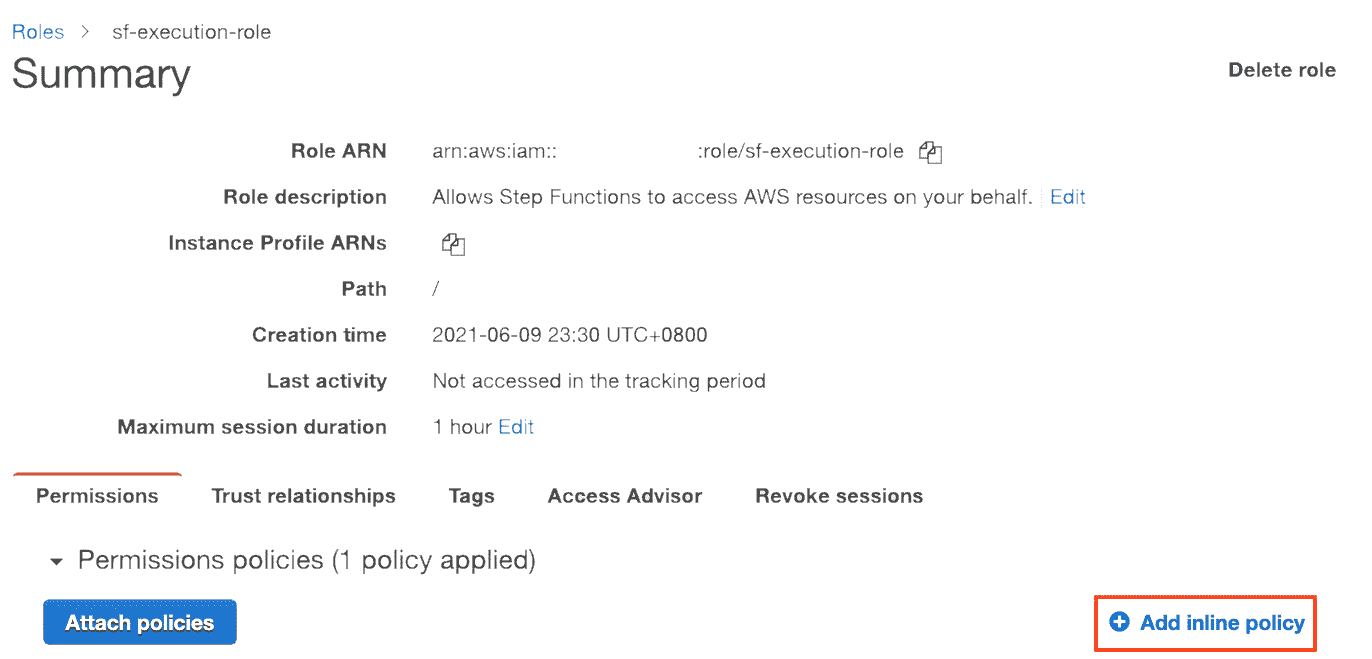 Roles > sf-execution-role
Summary
Delete role
Role ARN arn:aws:iam:: :role/sf-execution-role
Role description Allows Step Functions to access AWS resources on your behalf. Edit
Instance Profile ARNs
Path /
Creation time 2021-06-09 23:30 UTC+0800
Last activity Not accessed in the tracking period
Maximum session duration 1 hour Edit
Permissions Trust relationships Tags Access Advisor Revoke sessions
Permissions policies (1 policy applied)
Attach policies Add inline policy